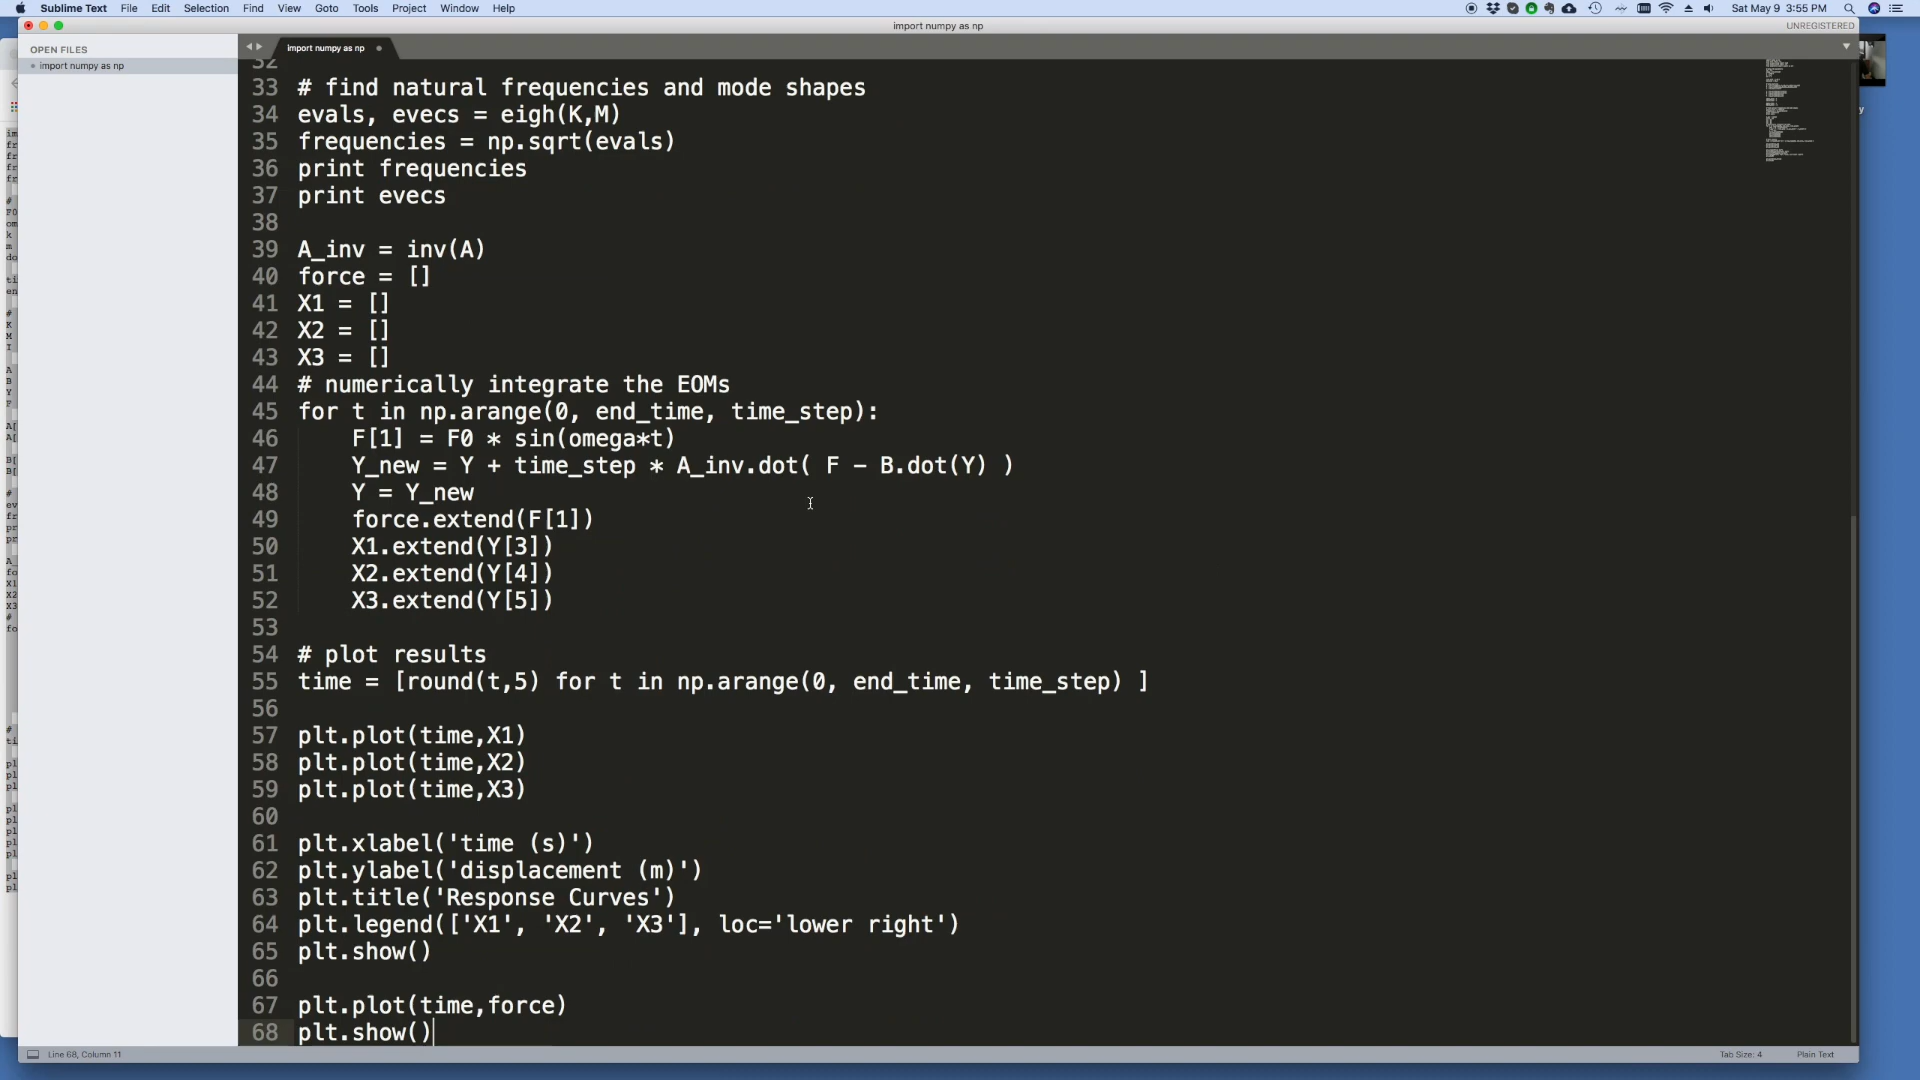 Sublime Text File Edit Selection Find View Goto Tools Project Window Help Sat May 9 3:55 PM
import numpy as np UNREGISTERED
OPEN FILES
import numpy as np
import numpy as np
32
33 # find natural frequencies and mode shapes
34 evals, evecs = eigh(K,M)
35 frequencies = np.sqrt(evals)
36 print frequencies
37 print evecs
38
39 A_inv = inv(A)
40 force = []
41 X1 = []
42 X2 = []
43 X3 = []
44 # numerically integrate the EOMs
45 for t in np.arange(0, end_time, time_step):
46 F[1] = F0 * sin(omega*t)
47 Y_new = Y + time_step * A_inv.dot( F - B.dot(Y) )
48 Y = Y_new
49 force.extend(F[1])
50 X1.extend(Y[3])
51 X2.extend(Y[4])
52 X3.extend(Y[5])
53
54 # plot results
55 time = [round(t,5) for t in np.arange(0, end_time, time_step) ]
56
57 plt.plot(time,X1)
58 plt.plot(time,X2)
59 plt.plot(time,X3)
60
61 plt.xlabel('time (s)')
62 plt.ylabel('displacement (m)')
63 plt.title('Response Curves')
64 plt.legend(['X1', 'X2', 'X3'], loc='lower right')
65 plt.show()
66
67 plt.plot(time,force)
68 plt.show()
Line 68, Column 11 Tab Size: 4 Plain Text